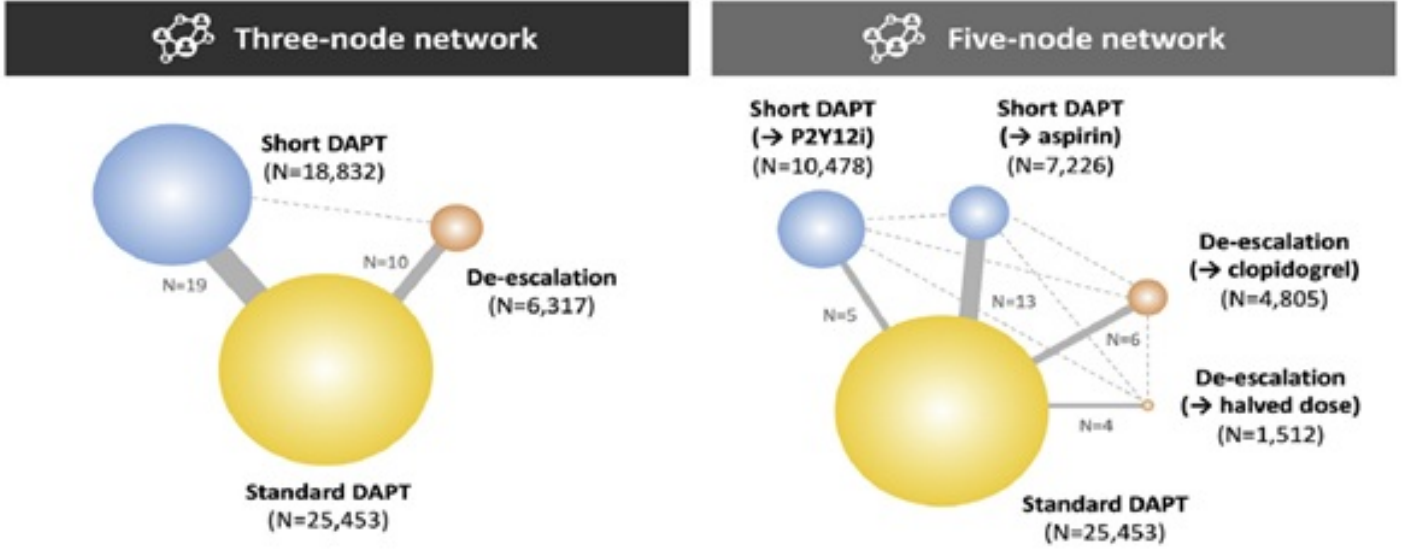 Three-node network
Short DAPT
(N=18,832)
N=19
N=10
De-escalation
(N=6,317)
Standard DAPT
(N=25,453)
Five-node network
Short DAPT
(→ P2Y12i)
(N=10,478)
Short DAPT
(→ aspirin)
(N=7,226)
De-escalation
(→ clopidogrel)
(N=4,805)
N=5
N=13
N=6
De-escalation
(→ halved dose)
(N=1,512)
N=4
Standard DAPT
(N=25,453)